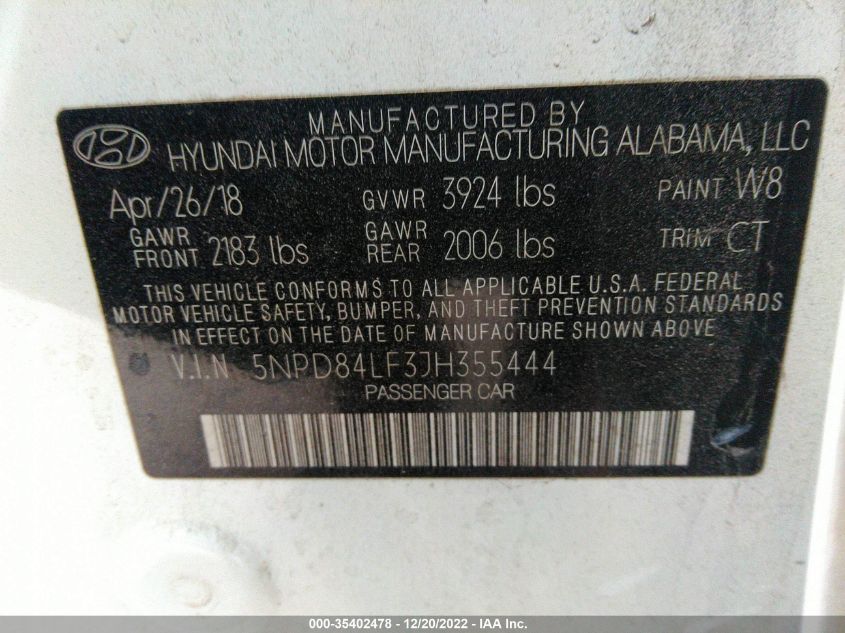 MANUFACTURED BY
HYUNDAI MOTOR MANUFACTURING ALABAMA, LLC
Apr/26/18 GVWR 3924 lbs PAINT W8
GAWR FRONT 2183 lbs GAWR REAR 2006 lbs TRIM CT
THIS VEHICLE CONFORMS TO ALL APPLICABLE U.S.A. FEDERAL
MOTOR VEHICLE SAFETY, BUMPER, AND THEFT PREVENTION STANDARDS
IN EFFECT ON THE DATE OF MANUFACTURE SHOWN ABOVE
V.I.N 5NPD84LF3JH355444
PASSENGER CAR
000-35402478 - 12/20/2022 - IAA Inc.